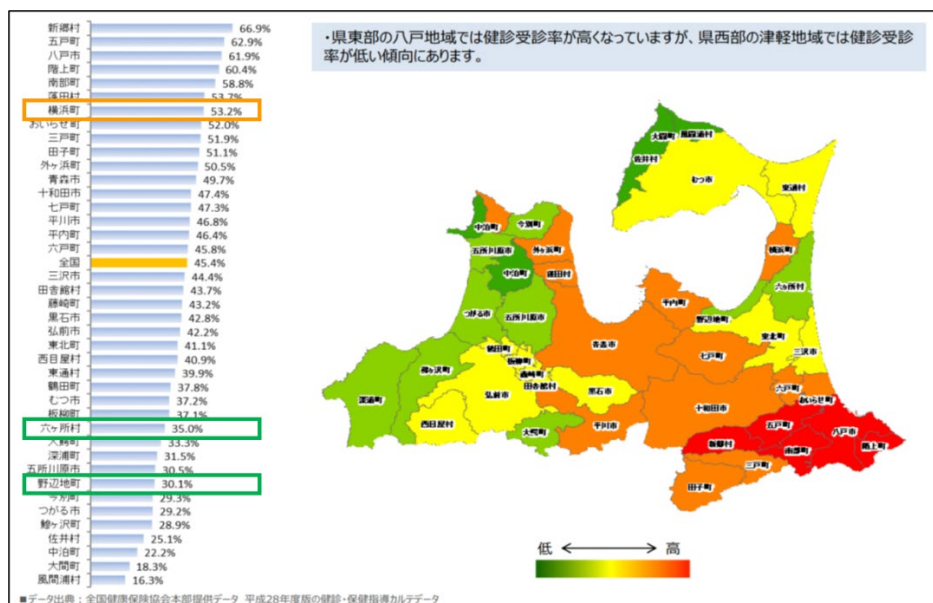 ・県東部の八戸地域では健診受診率が高くなっていますが、県西部の津軽地域では健診受診
率が低い傾向にあります。
新郷村 66.9%
五戸町 62.9%
八戸市 61.9%
階上町 60.4%
南部町 58.8%
蓬田村 53.7%
横浜町 53.2%
おいらせ町 52.0%
三戸町 51.9%
田子町 51.1%
外ヶ浜町 50.5%
青森市 49.7%
十和田市 47.4%
七戸町 47.3%
平川市 46.8%
平内町 46.4%
六戸町 45.8%
全国 45.4%
三沢市 44.4%
田舎館村 43.7%
藤崎町 43.2%
黒石市 42.8%
弘前市 42.2%
東北町 41.1%
西目屋村 40.9%
東通村 39.9%
鶴田町 37.8%
むつ市 37.2%
板柳町 37.1%
六ヶ所村 35.0%
大鰐町 33.3%
深浦町 31.5%
五所川原市 30.5%
野辺地町 30.1%
今別町 29.3%
つがる市 29.2%
鰺ヶ沢町 28.9%
佐井村 25.1%
中泊町 22.2%
大間町 18.3%
風間浦村 16.3%
大間町
風間浦村
佐井村
むつ市
東通村
中泊町
今別町
五所川原市
外ヶ浜町
横浜町
中泊町
蓬田村
六ヶ所村
平内町
つがる市
五所川原市
野辺地町
青森市
東北町
鶴田町
板柳町
七戸町
三沢市
藤崎町
鰺ヶ沢町
田舎館村
黒石市
六戸町
深浦町
弘前市
おいらせ町
西目屋村
十和田市
大鰐町
平川市
五戸町
八戸市
新郷村
南部町
階上町
三戸町
田子町
低 高
■データ出典：全国健康保険協会本部提供データ 平成28年度版の健診・保健指導カルテデータ